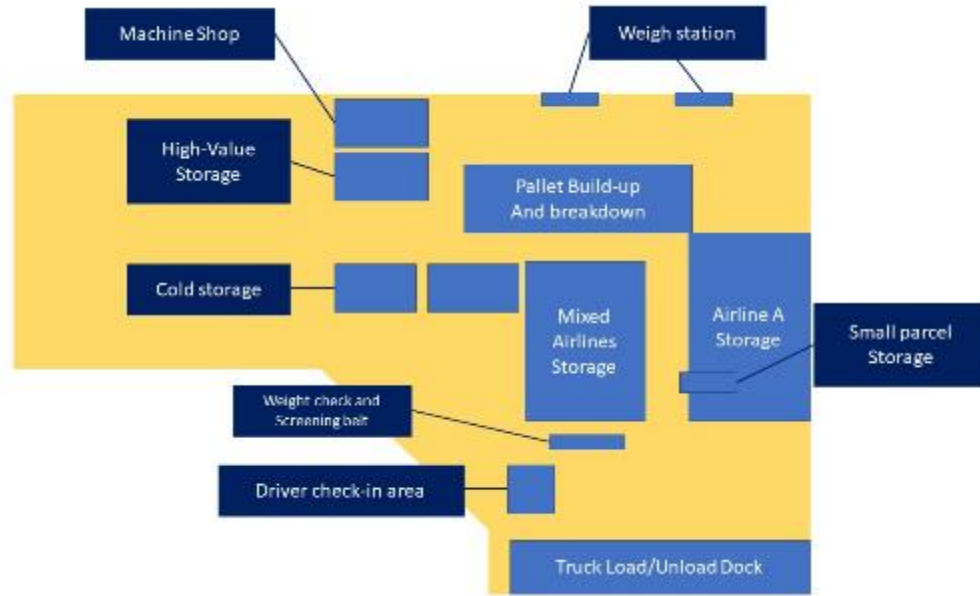 Machine Shop
Weigh station
High-Value
Storage
Pallet Build-up
And breakdown
Cold storage
Mixed
Airlines
Storage
Airline A
Storage
Small parcel
Storage
Weight check and
Screening belt
Driver check-in area
Truck Load/Unload Dock